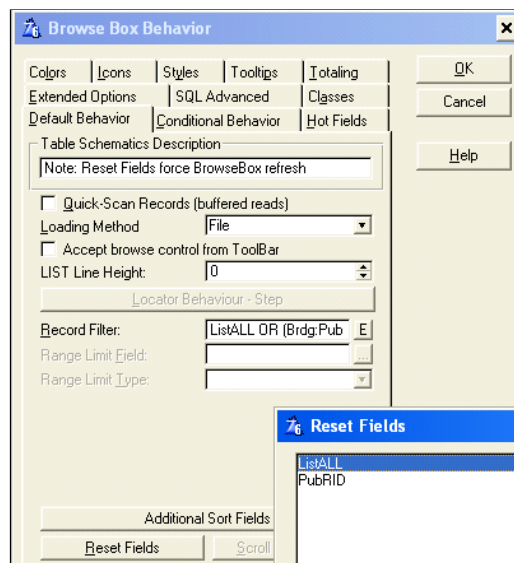 Browse Box Behavior
Colors Icons Styles Tooltips Totaling
Extended Options SQL Advanced Classes
Default Behavior Conditional Behavior Hot Fields
OK
Cancel
Help
Table Schematics Description
Note: Reset Fields force BrowseBox refresh
Quick-Scan Records (buffered reads)
Loading Method File
Accept browse control from ToolBar
LIST Line Height: 0
Locator Behaviour - Step
Record Filter: ListALL OR (Brdg:Pub E
Range Limit Field: ...
Range Limit Type:
Additional Sort Fields
Reset Fields Scroll
Reset Fields
ListALL
PubRID